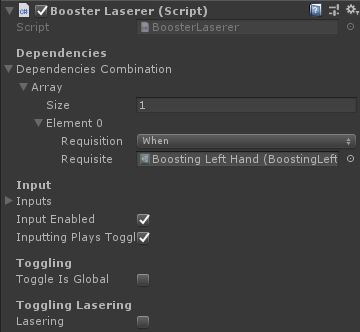 Booster Laserer (Script)
Script BoosterLaserer
Dependencies
Dependencies Combination
Array
Size 1
Element 0
Requisition When
Requisite Boosting Left Hand (BoostingLeft
Input
Inputs
Input Enabled
Inputting Plays Toggl
Toggling
Toggle Is Global
Toggling Lasering
Lasering